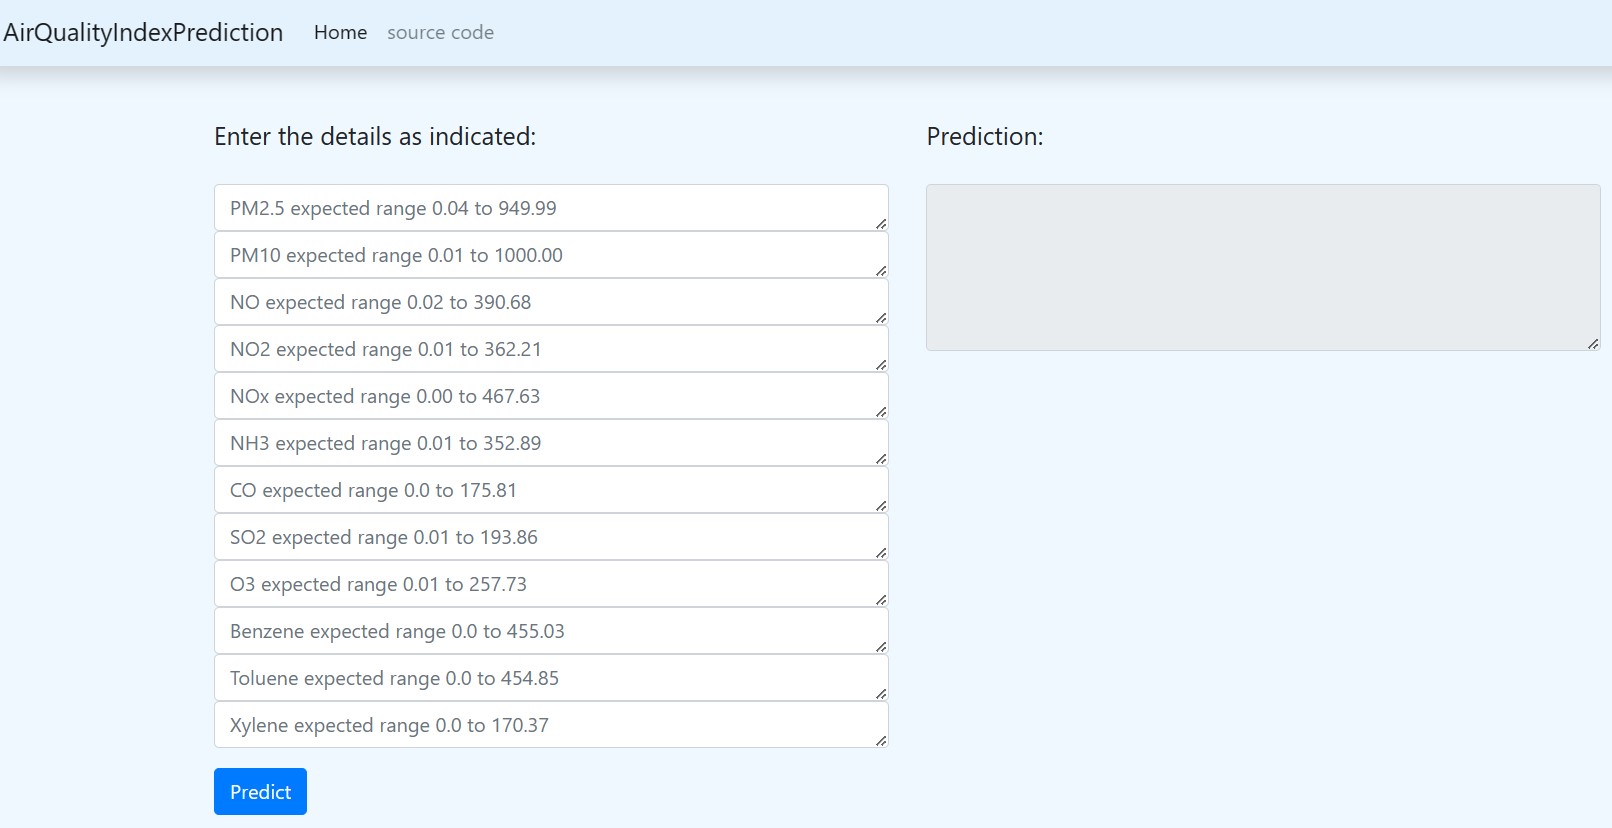 AirQualityIndexPrediction Home source code
Enter the details as indicated:
PM2.5 expected range 0.04 to 949.99
PM10 expected range 0.01 to 1000.00
NO expected range 0.02 to 390.68
NO2 expected range 0.01 to 362.21
NOx expected range 0.00 to 467.63
NH3 expected range 0.01 to 352.89
CO expected range 0.0 to 175.81
SO2 expected range 0.01 to 193.86
O3 expected range 0.01 to 257.73
Benzene expected range 0.0 to 455.03
Toluene expected range 0.0 to 454.85
Xylene expected range 0.0 to 170.37
Predict
Prediction: